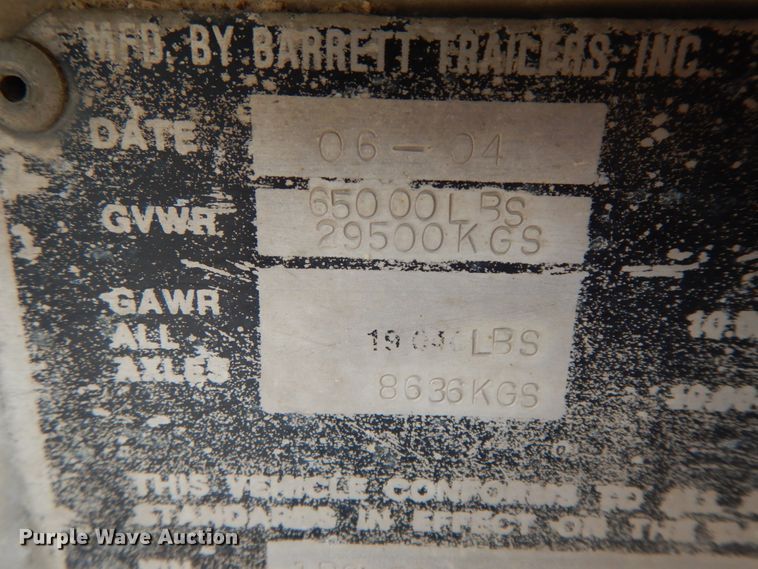 MFD. BY BARRETT TRAILERS, INC.
DATE 06-04
GVWR 65000LBS
29500KGS
GAWR
ALL
AXLES
LBS
8636KGS
THIS VEHICLE CONFORMS TO ALL
STANDARDS IN EFFECT ON THE
Purple Wave Auction